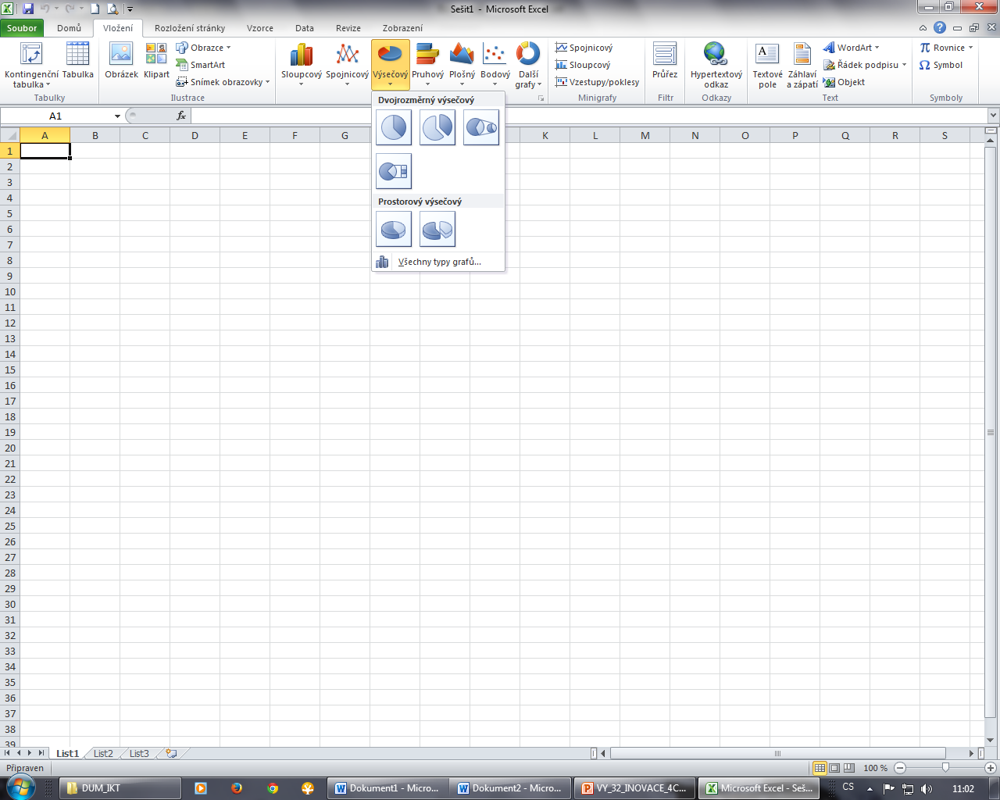 Sešit1 - Microsoft Excel
Soubor Domů Vložení Rozložení stránky Vzorce Data Revize Zobrazení
Kontingenční tabulka
Tabulka
Tabulky
Obrázek
Klipart
Obrazce
SmartArt
Snímek obrazovky
Ilustrace
Sloupcový
Spojnicový
Výsečový
Pruhový
Plošný
Bodový
Další grafy
Spojnicový
Sloupcový
Vzestupy/poklesy
Minigrafy
Průřez
Filtr
Hypertextový odkaz
Odkazy
Textové pole
Záhlaví a zápatí
WordArt
Řádek podpisu
Objekt
Text
Rovnice
Symbol
Symboly
A1 fx
Dvojrozměrný výsečový
Prostorový výsečový
Všechny typy grafů...
A B C D E F G K L M N O P Q R S
1
2
3
4
5
6
7
8
9
10
11
12
13
14
15
16
17
18
19
20
21
22
23
24
25
26
27
28
29
30
31
32
33
34
35
36
37
38
39
List1 List2 List3
Připraven 100 %
DUM_IKT Dokument1 - Micro... Dokument2 - Micro... VY_32_INOVACE_4C... Microsoft Excel - Seš... CS 11:02